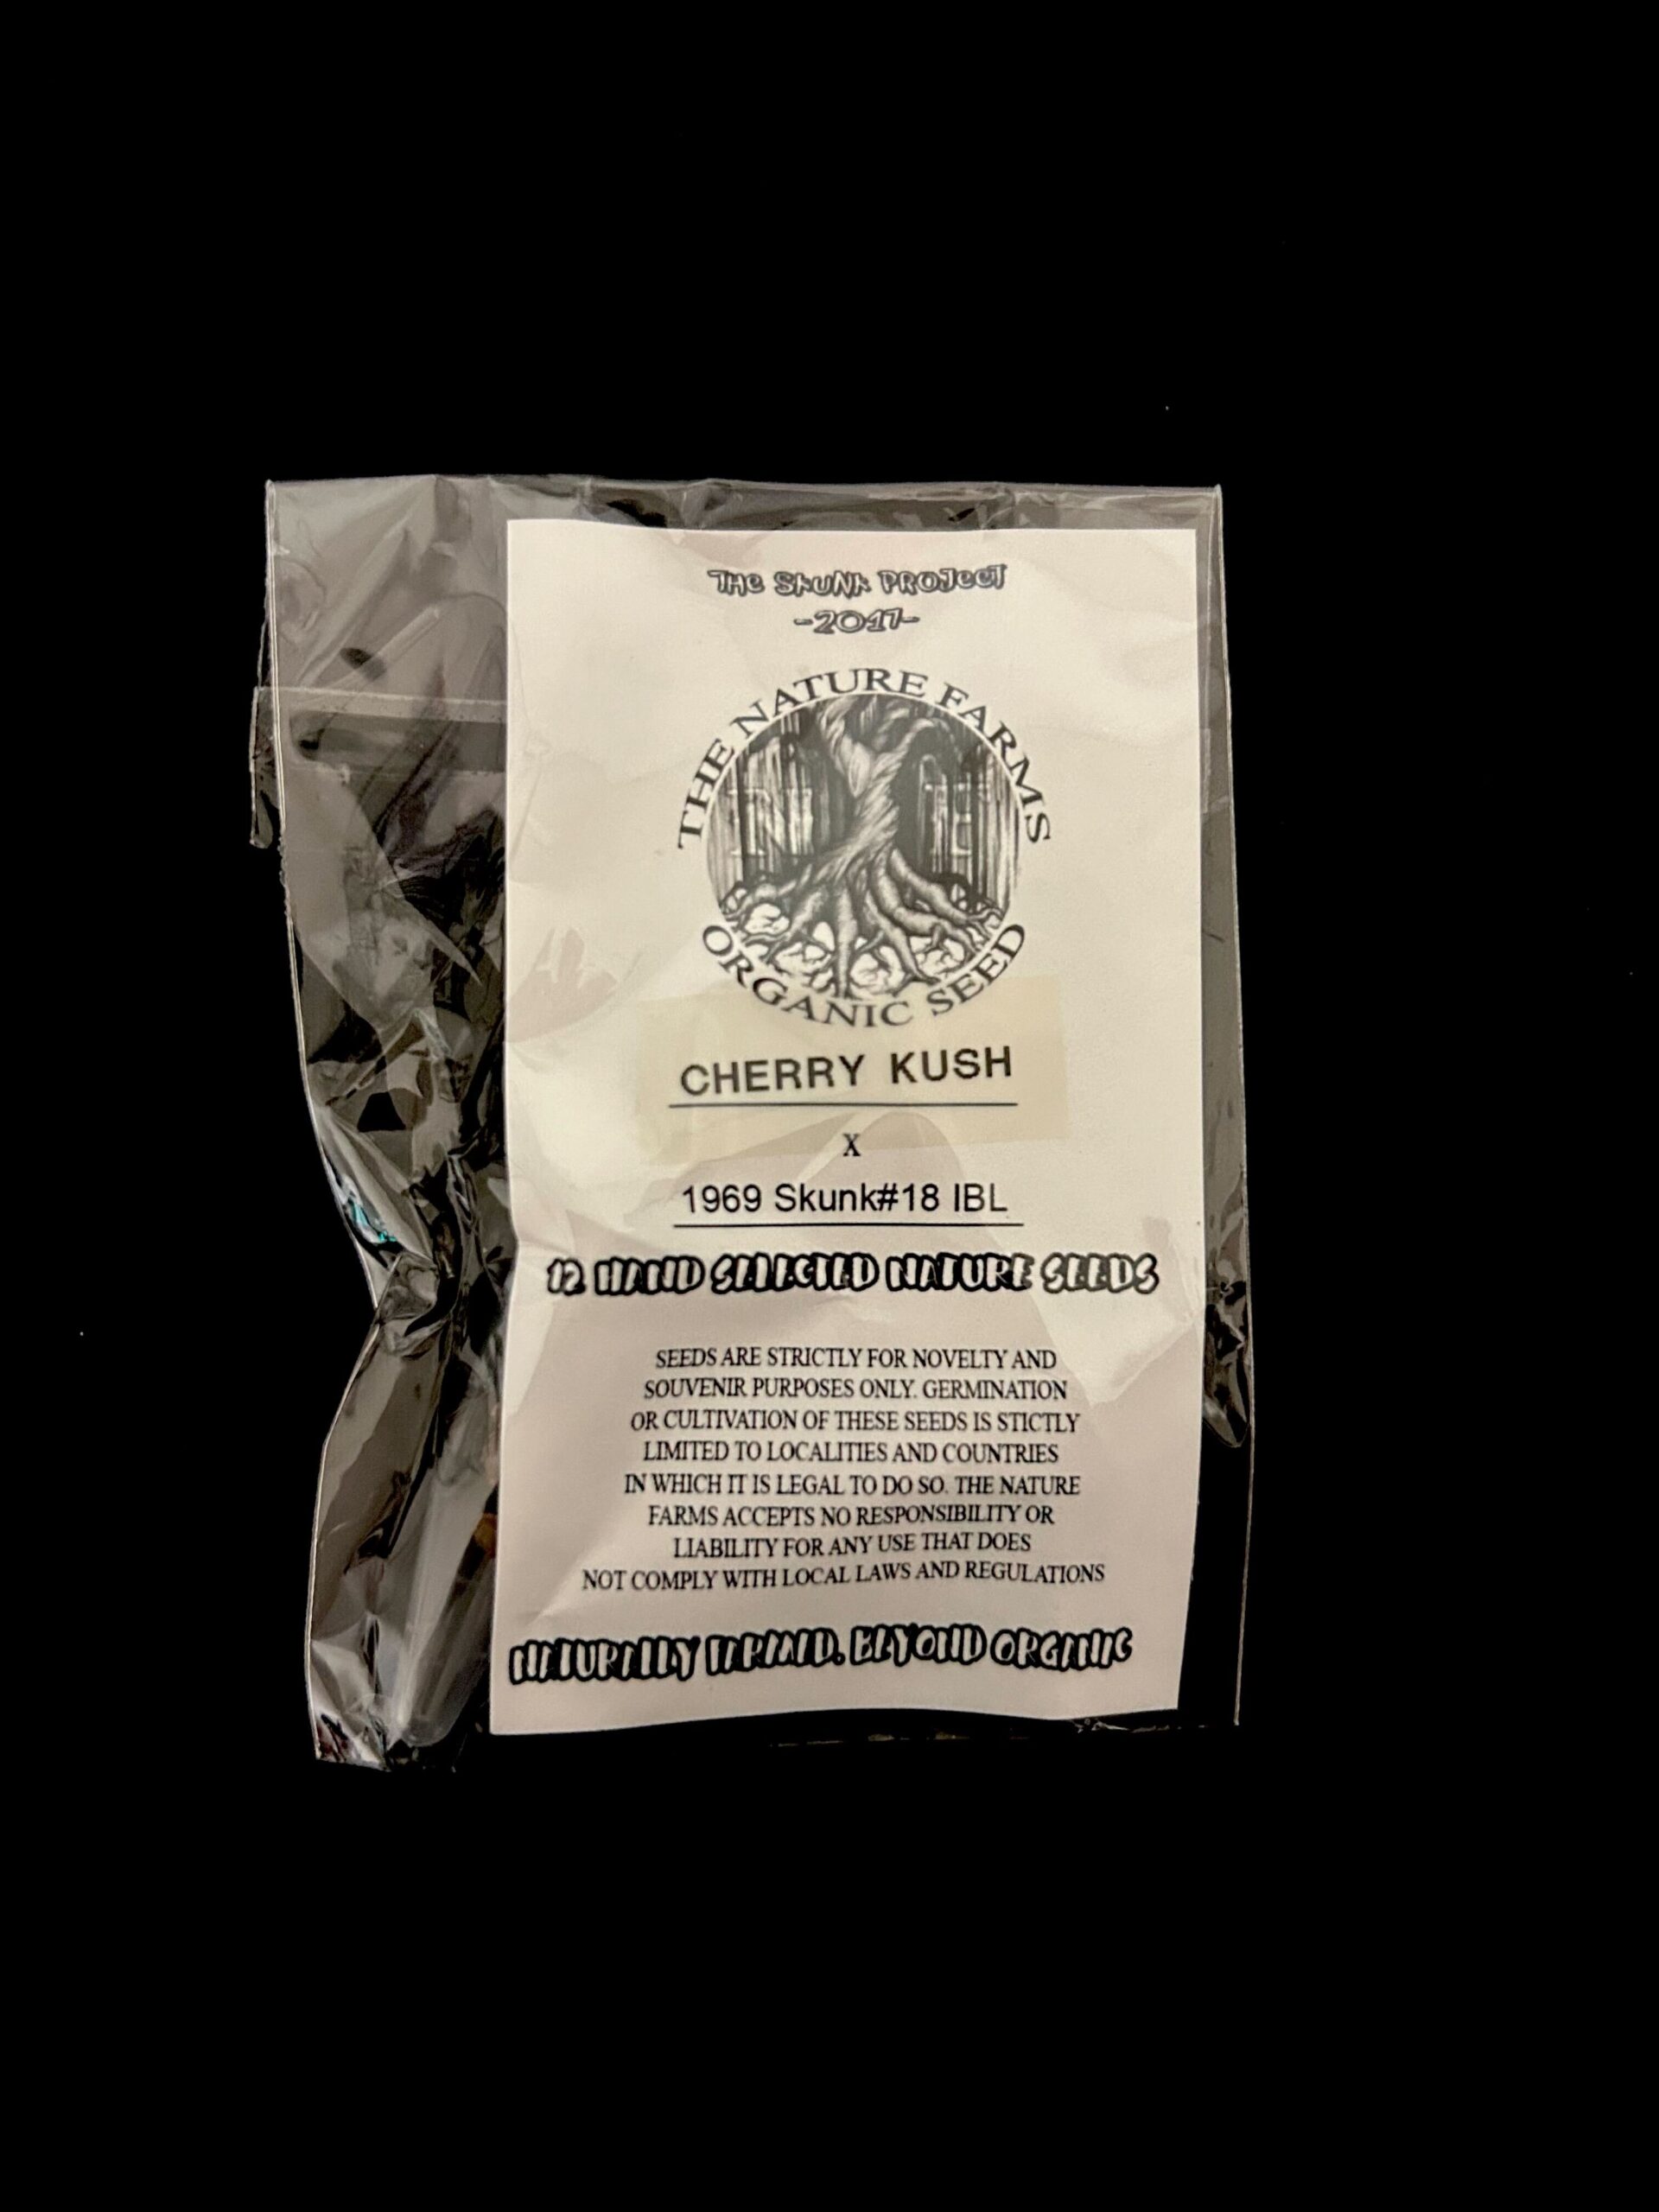 THE SKUNK PROJECT
-2017-
THE NATURE FARMS
N F
ORGANIC SEED
CHERRY KUSH
X
1969 Skunk#18 IBL
12 HAND SELECTED NATURE SEEDS
SEEDS ARE STRICTLY FOR NOVELTY AND
SOUVENIR PURPOSES ONLY. GERMINATION
OR CULTIVATION OF THESE SEEDS IS STICTLY
LIMITED TO LOCALITIES AND COUNTRIES
IN WHICH IT IS LEGAL TO DO SO. THE NATURE
FARMS ACCEPTS NO RESPONSIBILITY OR
LIABILITY FOR ANY USE THAT DOES
NOT COMPLY WITH LOCAL LAWS AND REGULATIONS
NATURALLY FARMED. BEYOND ORGANIC